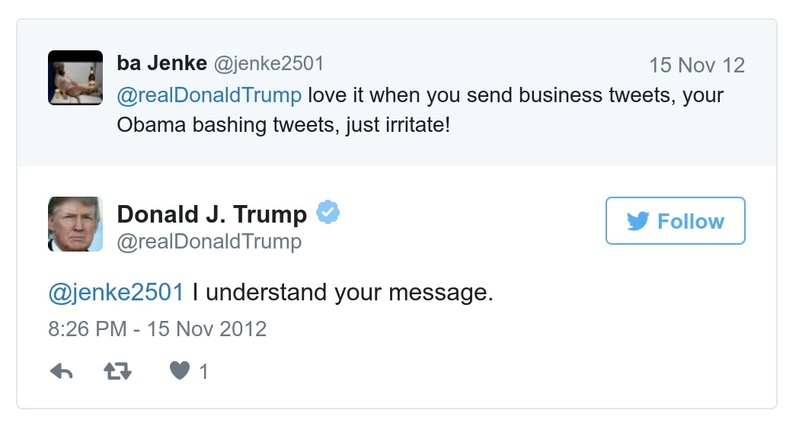 ba Jenke @jenke2501 15 Nov 12
@realDonaldTrump love it when you send business tweets, your
Obama bashing tweets, just irritate!
Donald J. Trump
@realDonaldTrump
Follow
@jenke2501 I understand your message.
8:26 PM - 15 Nov 2012
1